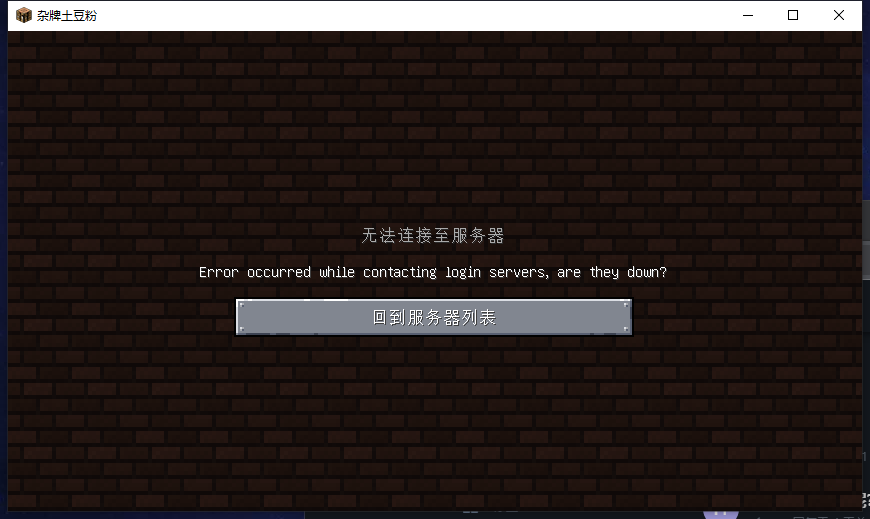 杂牌土豆粉
无法连接至服务器
Error occurred while contacting login servers, are they down?
回到服务器列表